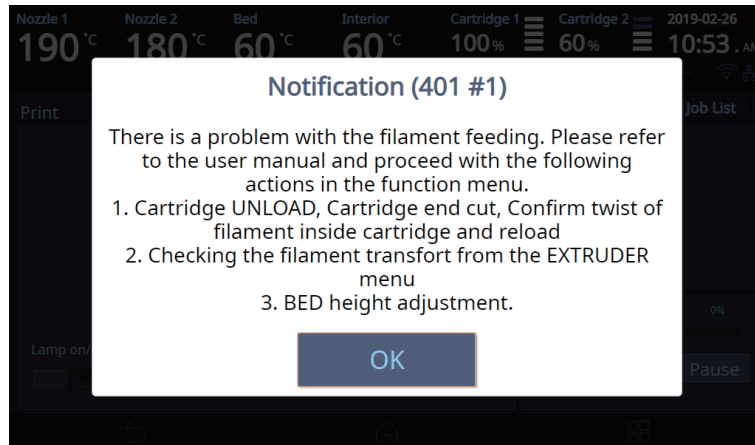 Nozzle 1 Nozzle 2 Bed Interior Cartridge 1 Cartridge 2 2019-02-26
190 °C 180 °C 60 °C 60 °C 100 % 60 % 10:53 . AM
Notification (401 #1)
Print Job List
There is a problem with the filament feeding. Please refer
to the user manual and proceed with the following
actions in the function menu.
1. Cartridge UNLOAD, Cartridge end cut, Confirm twist of
filament inside cartridge and reload
2. Checking the filament transfort from the EXTRUDER
menu
3. BED height adjustment.
0%
Lamp on/
OK
Pause